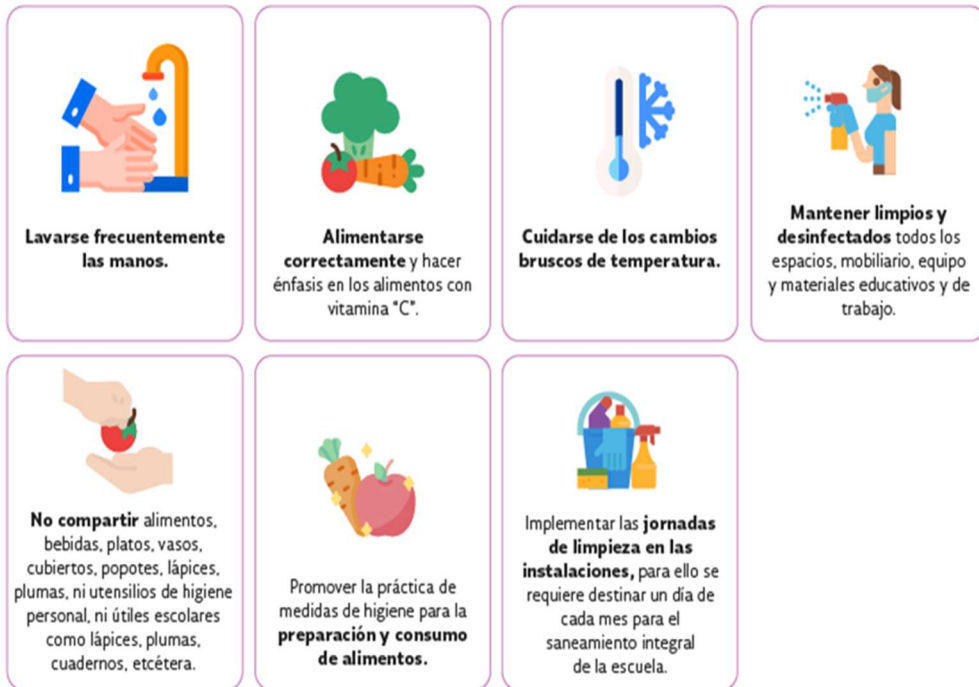 Lavarse frecuentemente
las manos.
Alimentarse
correctamente y hacer
énfasis en los alimentos con
vitamina "C".
Cuidarse de los cambios
bruscos de temperatura.
Mantener limpios y
desinfectados todos los
espacios, mobiliario, equipo
y materiales educativos y de
trabajo.
No compartir alimentos,
bebidas, platos, vasos,
cubiertos, popotes, lápices,
plumas, ni utensilios de higiene
personal, ni útiles escolares
como lápices, plumas,
cuadernos, etcétera.
Promover la práctica de
medidas de higiene para la
preparación y consumo
de alimentos.
Implementar las jornadas
de limpieza en las
instalaciones, para ello se
requiere destinar un día de
cada mes para el
saneamiento integral
de la escuela.